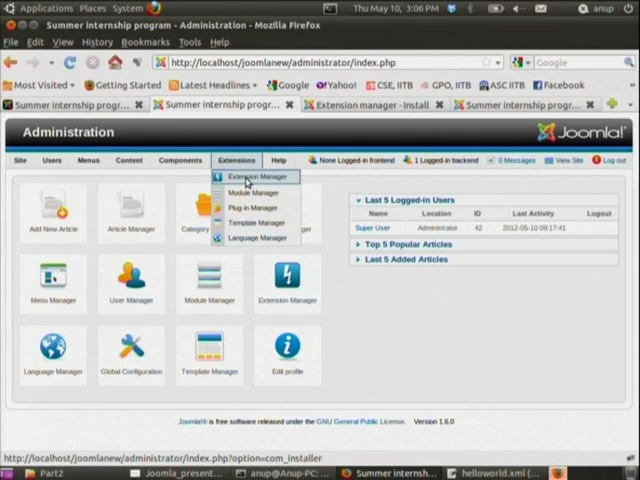 Applications Places System Thu May 10, 3:06 PM anup
Summer internship program - Administration - Mozilla Firefox
File Edit View History Bookmarks Tools Help
http://localhost/joomlanew/administrator/index.php Google
Most Visited Getting Started Latest Headlines Google Yahoo! CSE, IITB GPO, IITB ASC IITB Facebook
Summer internship progr... Summer internship progr... Extension manager - Install Summer internship progr...
Administration Joomla!
Site Users Menus Content Components Extensions Help None Logged-in frontend 1 Logged-in backend 0 Messages View Site Log out
Extension Manager
Module Manager
Plug-in Manager
Template Manager
Language Manager
Add New Article Article Manager Category
Menu Manager User Manager Module Manager Extension Manager
Language Manager Global Configuration Template Manager Edit profile
Last 5 Logged-in Users
Name Location ID Last Activity Logout
Super User Administrator 42 2012-05-10 09:17:41
Top 5 Popular Articles
Last 5 Added Articles
Joomla!® is free software released under the GNU General Public License. Version 1.6.0
http://localhost/joomlanew/administrator/index.php?option=com_installer
Part2 Joomla_present... anup@Anup-PC: ... Summer internsh... helloworld.xml (...